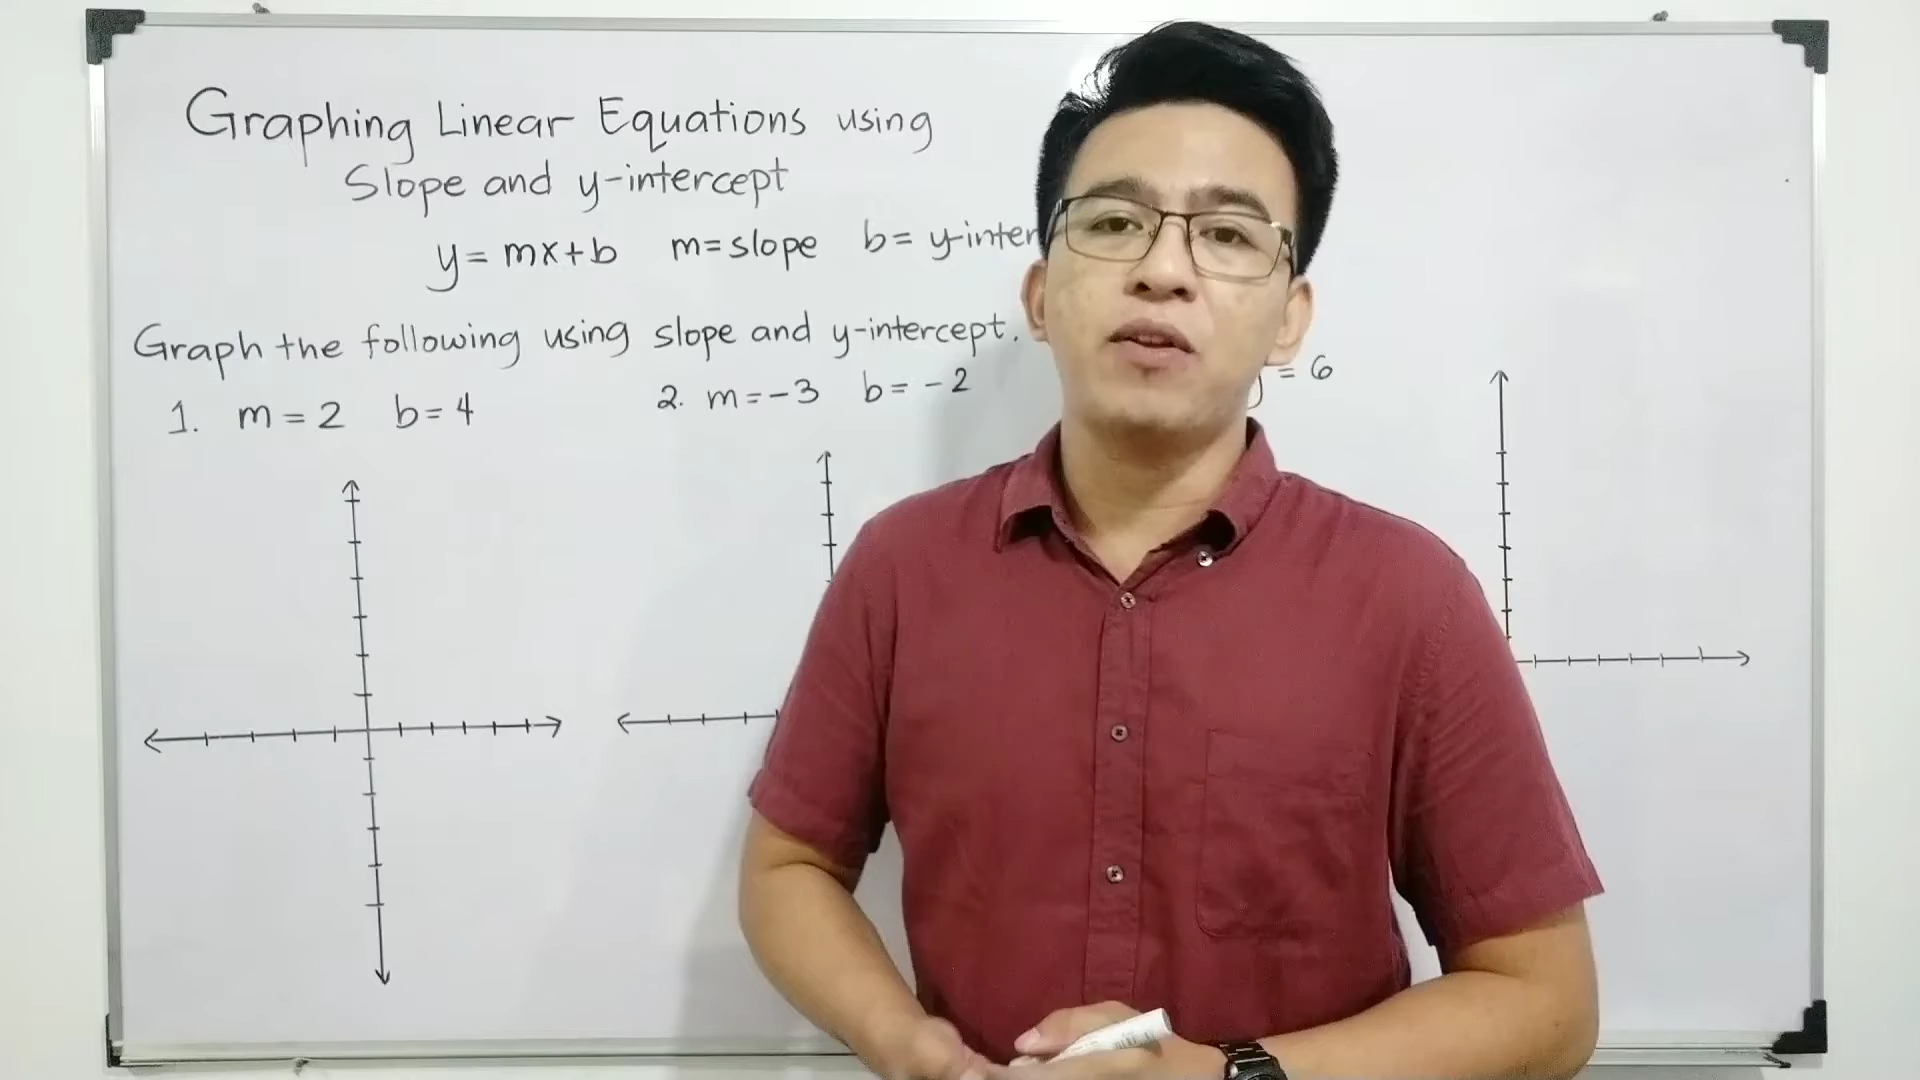 Graphing Linear Equations using
Slope and y-intercept
y = mx + b m = slope b = y-inter
Graph the following using slope and y-intercept.
1. m = 2 b = 4
2. m = -3 b = -2
= 6